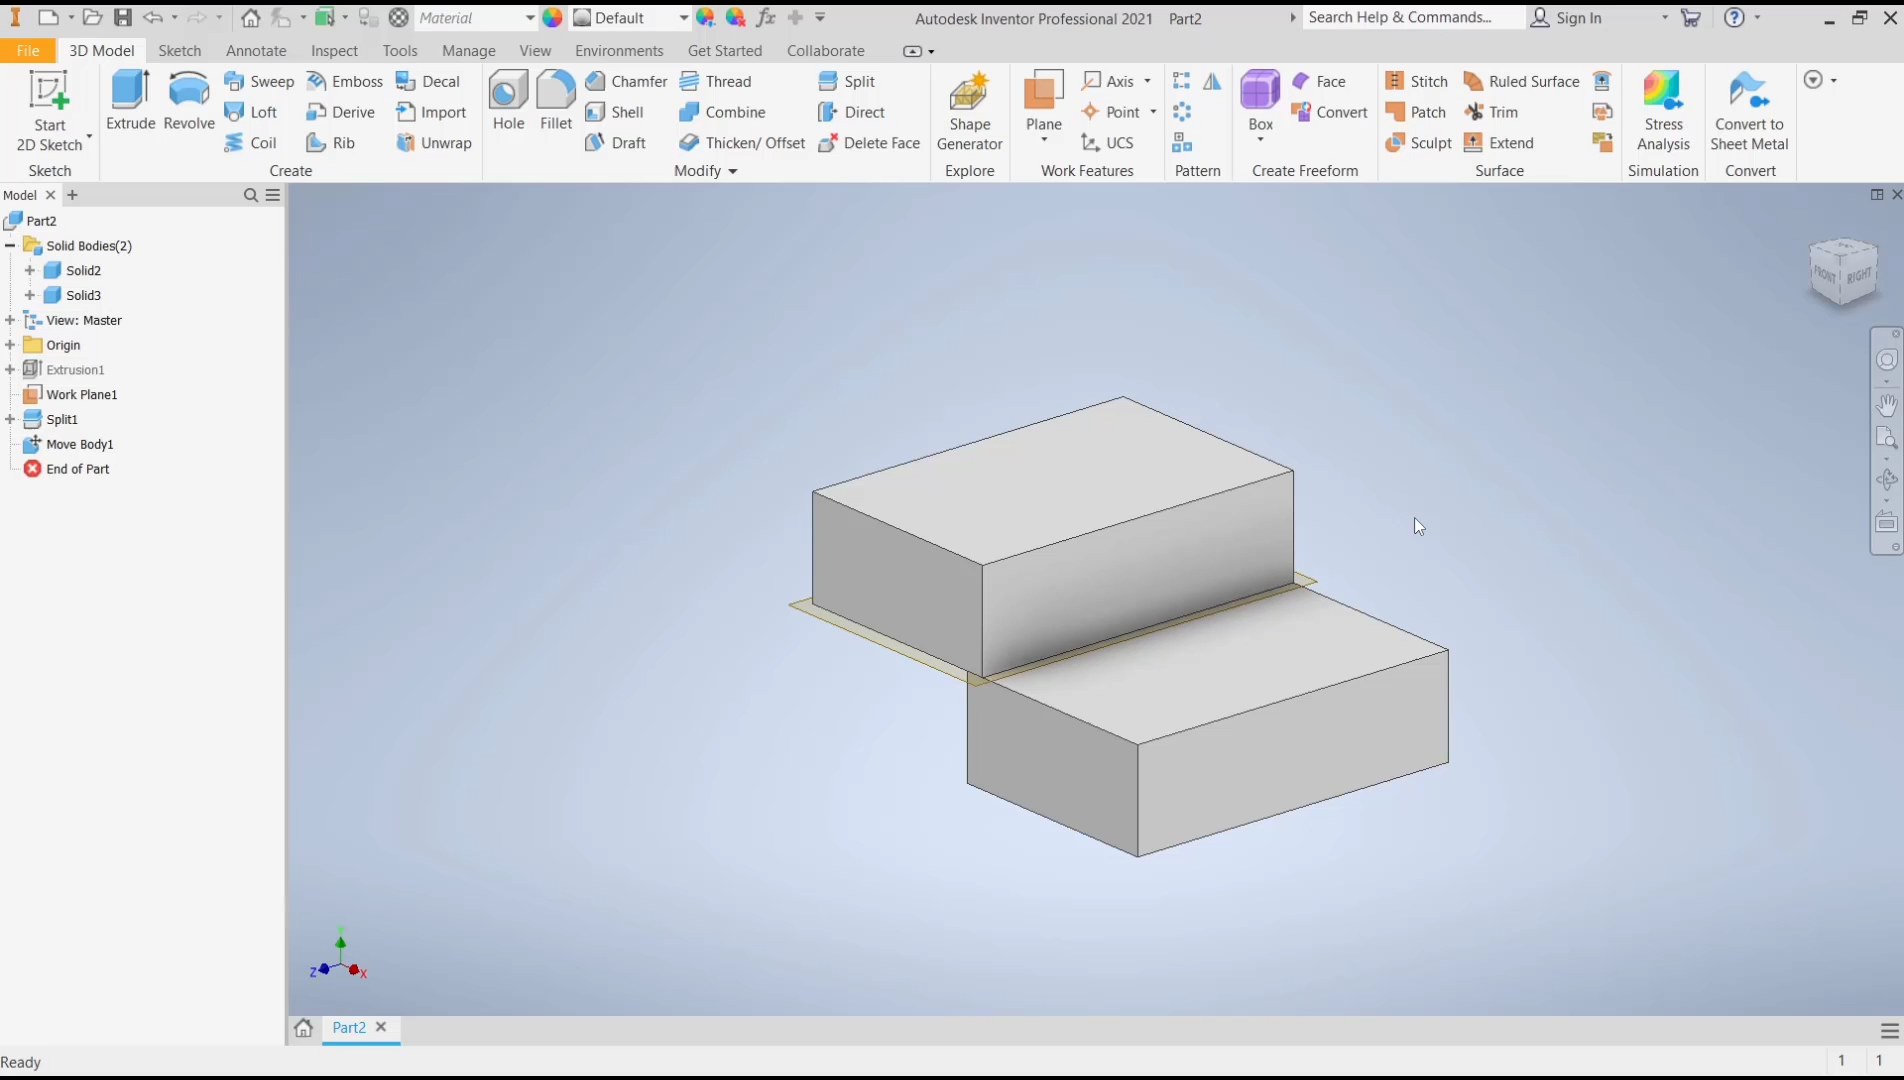 Material
Default
Autodesk Inventor Professional 2021 Part2
Search Help & Commands...
Sign In
File 3D Model Sketch Annotate Inspect Tools Manage View Environments Get Started Collaborate
Start
2D Sketch
Sketch
Extrude
Revolve
Sweep
Loft
Coil
Emboss
Derive
Rib
Decal
Import
Unwrap
Create
Hole
Fillet
Chamfer
Shell
Draft
Thread
Combine
Thicken/ Offset
Split
Direct
Delete Face
Modify
Shape
Generator
Explore
Plane
Axis
Point
UCS
Work Features
Pattern
Box
Face
Convert
Create Freeform
Stitch
Patch
Sculpt
Ruled Surface
Trim
Extend
Surface
Stress
Analysis
Simulation
Convert to
Sheet Metal
Convert
Model
Part2
Solid Bodies(2)
Solid2
Solid3
View: Master
Origin
Extrusion1
Work Plane1
Split1
Move Body1
End of Part
FRONT RIGHT
Z X
Part2
Ready
1 1